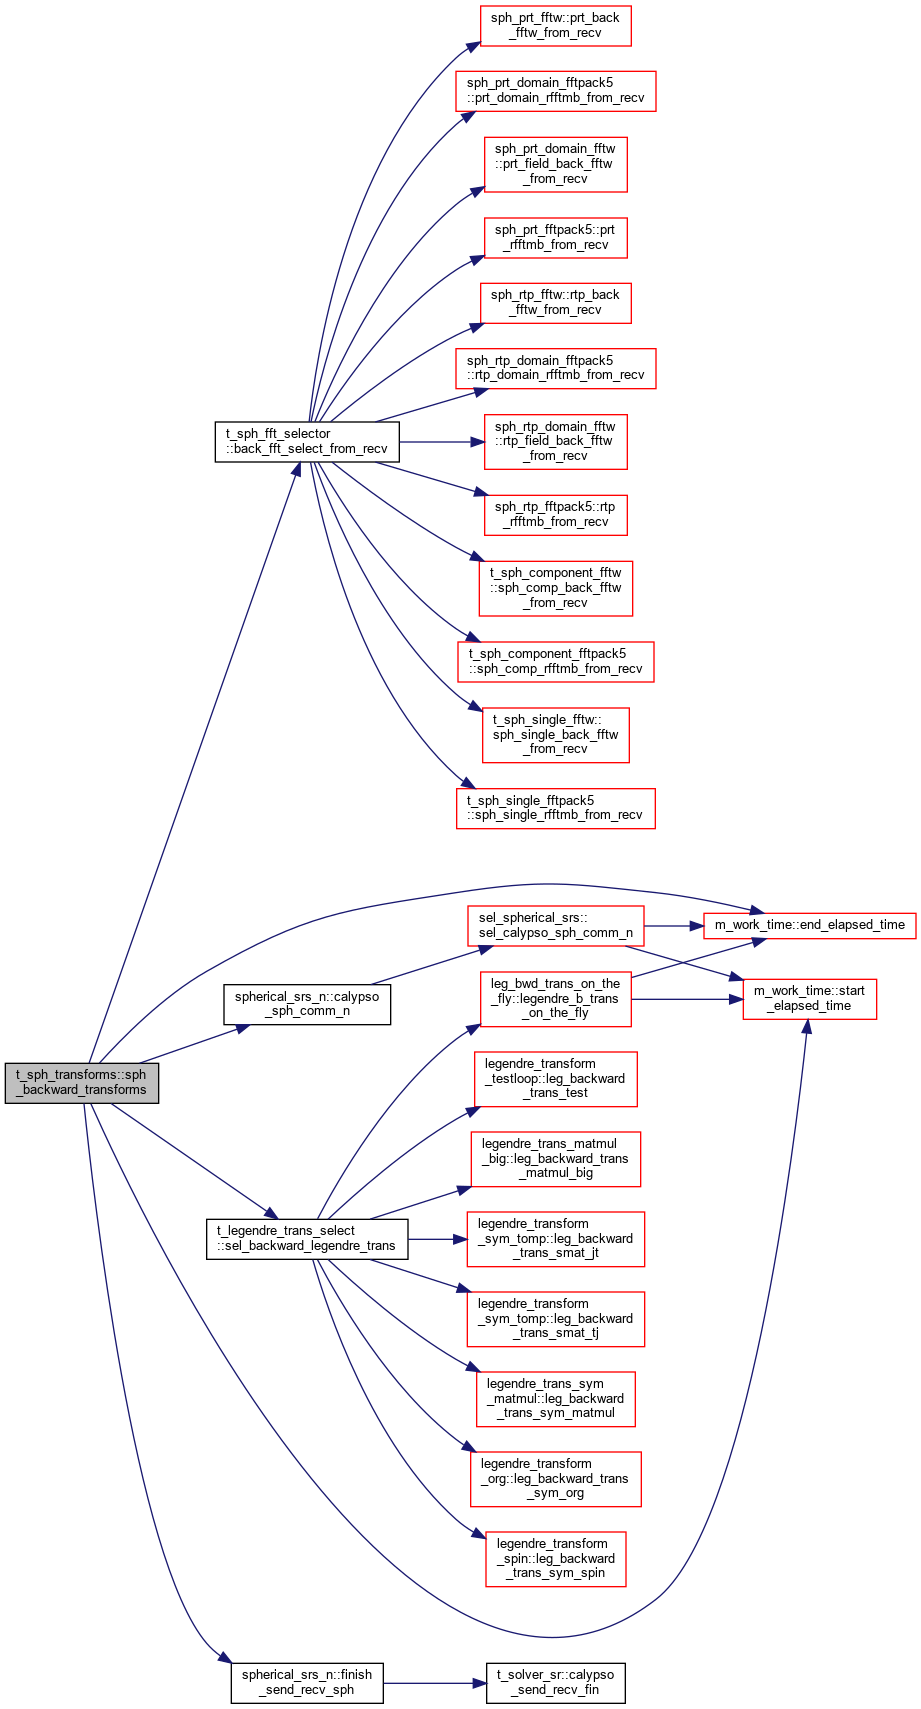 sph_prt_fftw::prt_back
_fftw_from_recv
sph_prt_domain_fftpack5
::prt_domain_rfftmb_from_recv
sph_prt_domain_fftw
::prt_field_back_fftw
_from_recv
sph_prt_fftpack5::prt
_rfftmb_from_recv
sph_rtp_fftw::rtp_back
_fftw_from_recv
sph_rtp_domain_fftpack5
::rtp_domain_rfftmb_from_recv
t_sph_fft_selector
::back_fft_select_from_recv
sph_rtp_domain_fftw
::rtp_field_back_fftw
_from_recv
sph_rtp_fftpack5::rtp
_rfftmb_from_recv
t_sph_component_fftw
::sph_comp_back_fftw
_from_recv
t_sph_component_fftpack5
::sph_comp_rfftmb_from_recv
t_sph_single_fftw::
sph_single_back_fftw
_from_recv
t_sph_single_fftpack5
::sph_single_rfftmb_from_recv
sel_spherical_srs::
sel_calypso_sph_comm_n
m_work_time::end_elapsed_time
spherical_srs_n::calypso
_sph_comm_n
leg_bwd_trans_on_the
_fly::legendre_b_trans
_on_the_fly
m_work_time::start
_elapsed_time
t_sph_transforms::sph
_backward_transforms
legendre_transform
_testloop::leg_backward
_trans_test
legendre_trans_matmul
_big::leg_backward_trans
_matmul_big
t_legendre_trans_select
::sel_backward_legendre_trans
legendre_transform
_sym_tomp::leg_backward
_trans_smat_jt
legendre_transform
_sym_tomp::leg_backward
_trans_smat_tj
legendre_trans_sym
_matmul::leg_backward
_trans_sym_matmul
legendre_transform
_org::leg_backward_trans
_sym_org
legendre_transform
_spin::leg_backward
_trans_sym_spin
spherical_srs_n::finish
_send_recv_sph
t_solver_sr::calypso
_send_recv_fin